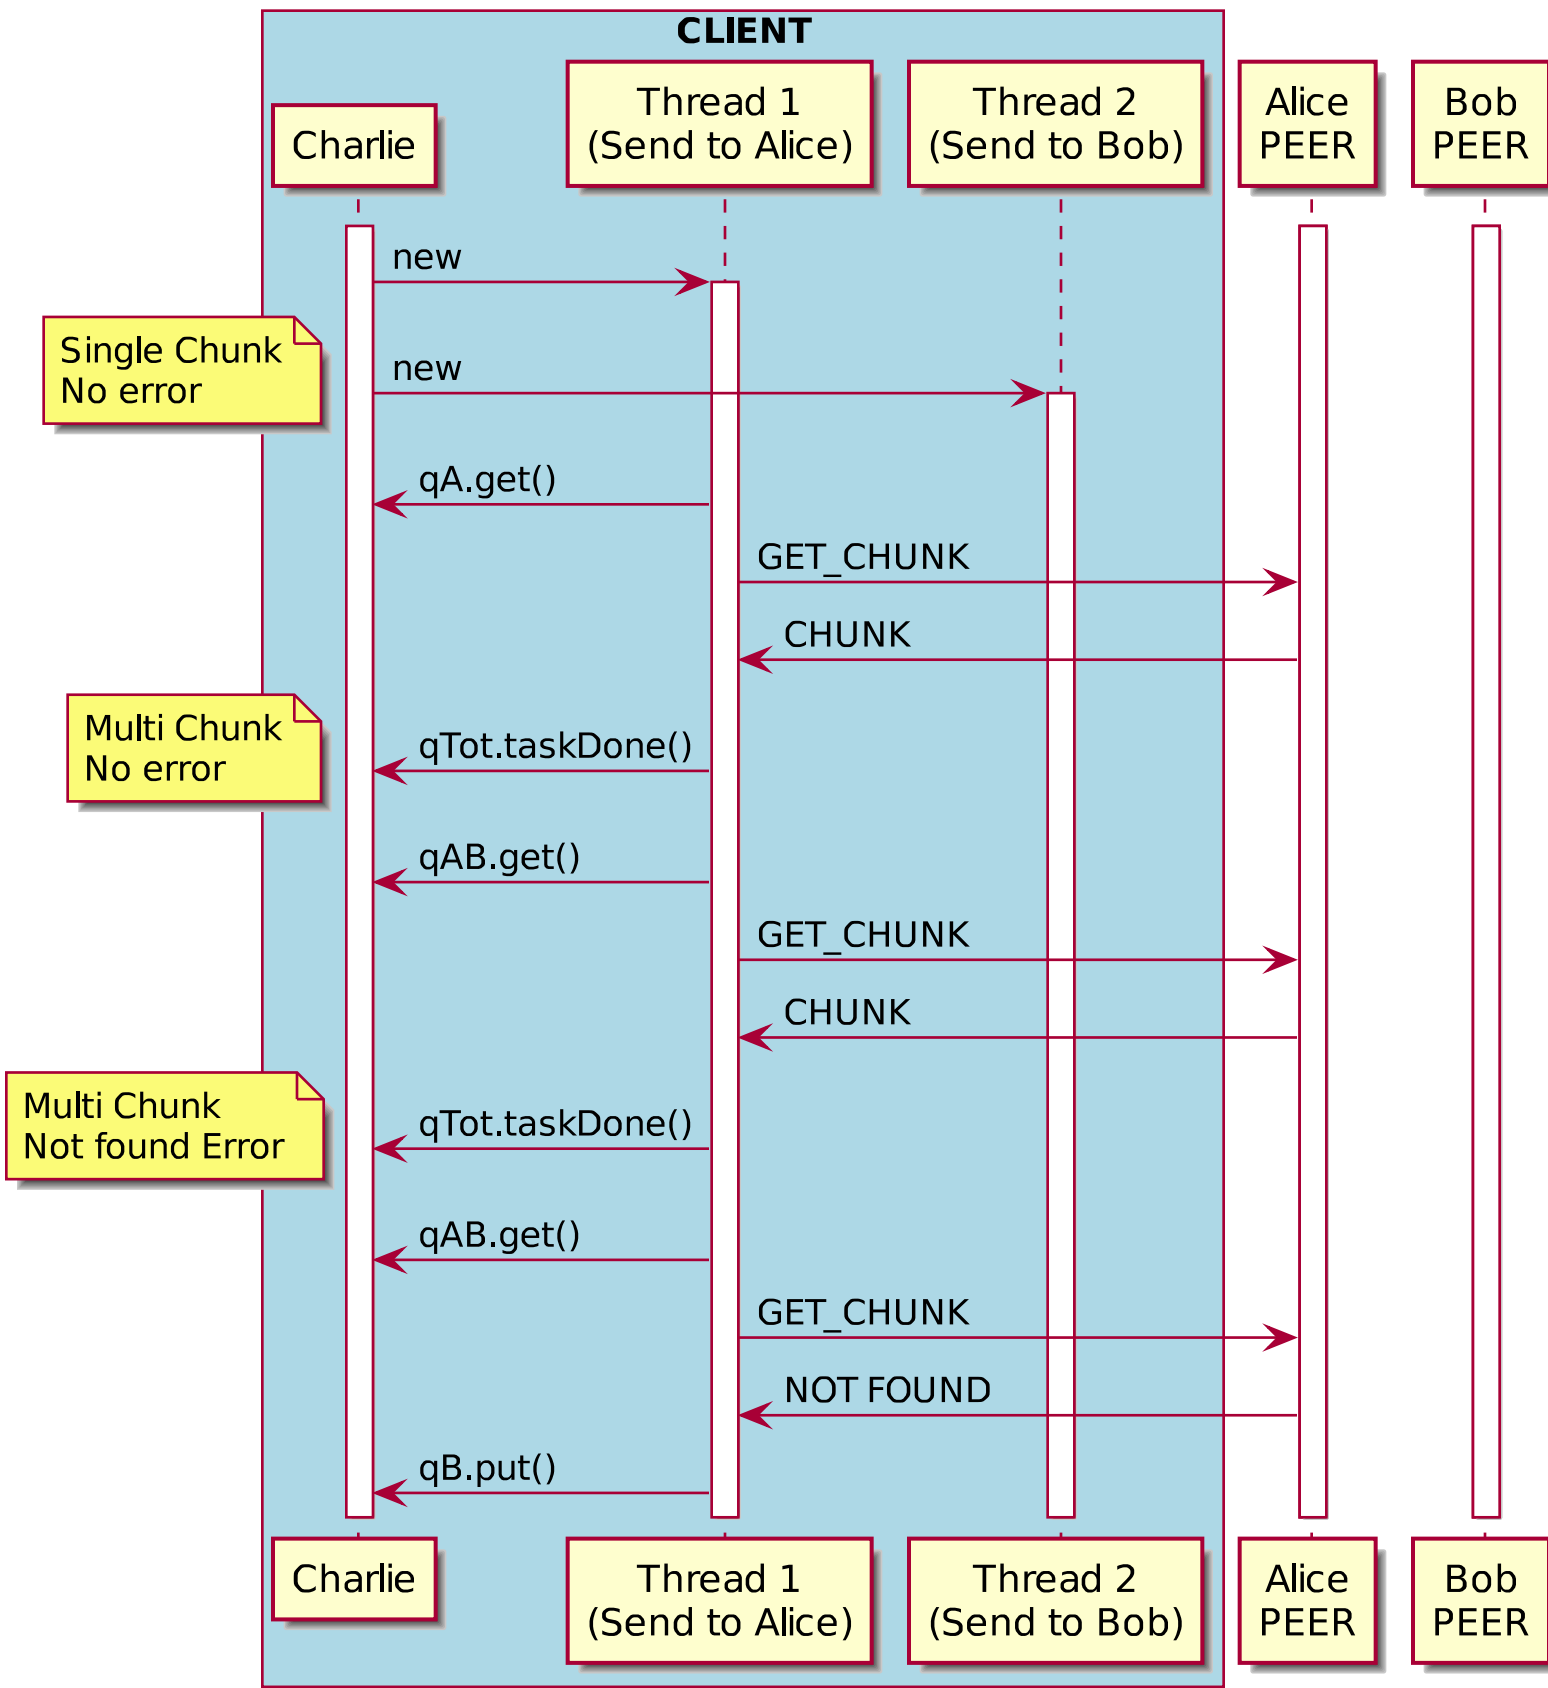 CLIENT
Charlie
Thread 1
(Send to Alice)
Thread 2
(Send to Bob)
Alice
PEER
Bob
PEER
new
Single Chunk
No error
new
qA.get()
GET_CHUNK
CHUNK
Multi Chunk
No error
qTot.taskDone()
qAB.get()
GET_CHUNK
CHUNK
Multi Chunk
Not found Error
qTot.taskDone()
qAB.get()
GET_CHUNK
NOT FOUND
qB.put()
Charlie
Thread 1
(Send to Alice)
Thread 2
(Send to Bob)
Alice
PEER
Bob
PEER